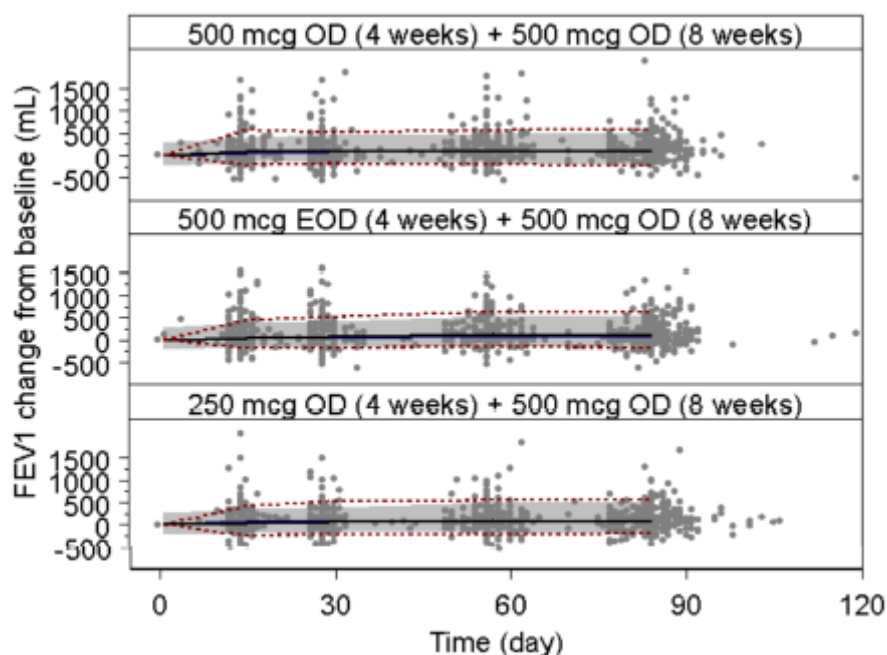 500 mcg OD (4 weeks) + 500 mcg OD (8 weeks)
1500
1000
500
0
-500
500 mcg EOD (4 weeks) + 500 mcg OD (8 weeks)
1500
1000
500
0
-500
250 mcg OD (4 weeks) + 500 mcg OD (8 weeks)
1500
1000
500
0
-500
FEV1 change from baseline (mL)
0 30 60 90 120
Time (day)